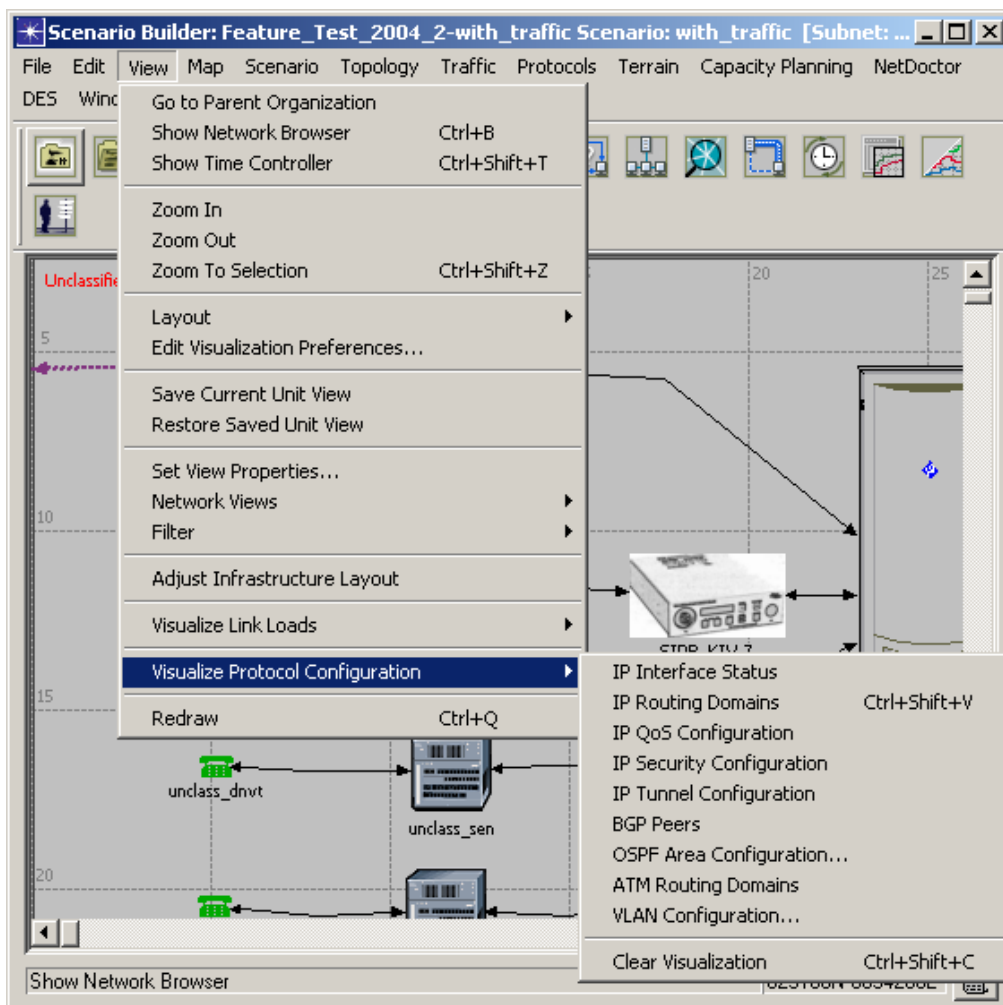 Scenario Builder: Feature_Test_2004_2-with_traffic Scenario: with_traffic [Subnet: ...
File Edit View Map Scenario Topology Traffic Protocols Terrain Capacity Planning NetDoctor
DES
Go to Parent Organization
Show Network Browser Ctrl+B
Show Time Controller Ctrl+Shift+T
Zoom In
Zoom Out
Zoom To Selection Ctrl+Shift+Z
Layout
Edit Visualization Preferences...
Save Current Unit View
Restore Saved Unit View
Set View Properties...
Network Views
Filter
Adjust Infrastructure Layout
Visualize Link Loads
Visualize Protocol Configuration
Redraw Ctrl+Q
IP Interface Status
IP Routing Domains Ctrl+Shift+V
IP QoS Configuration
IP Security Configuration
IP Tunnel Configuration
BGP Peers
OSPF Area Configuration...
ATM Routing Domains
VLAN Configuration...
Clear Visualization Ctrl+Shift+C
20 25
5
10
15
20
unclass_dnvt
unclass_sen
Show Network Browser